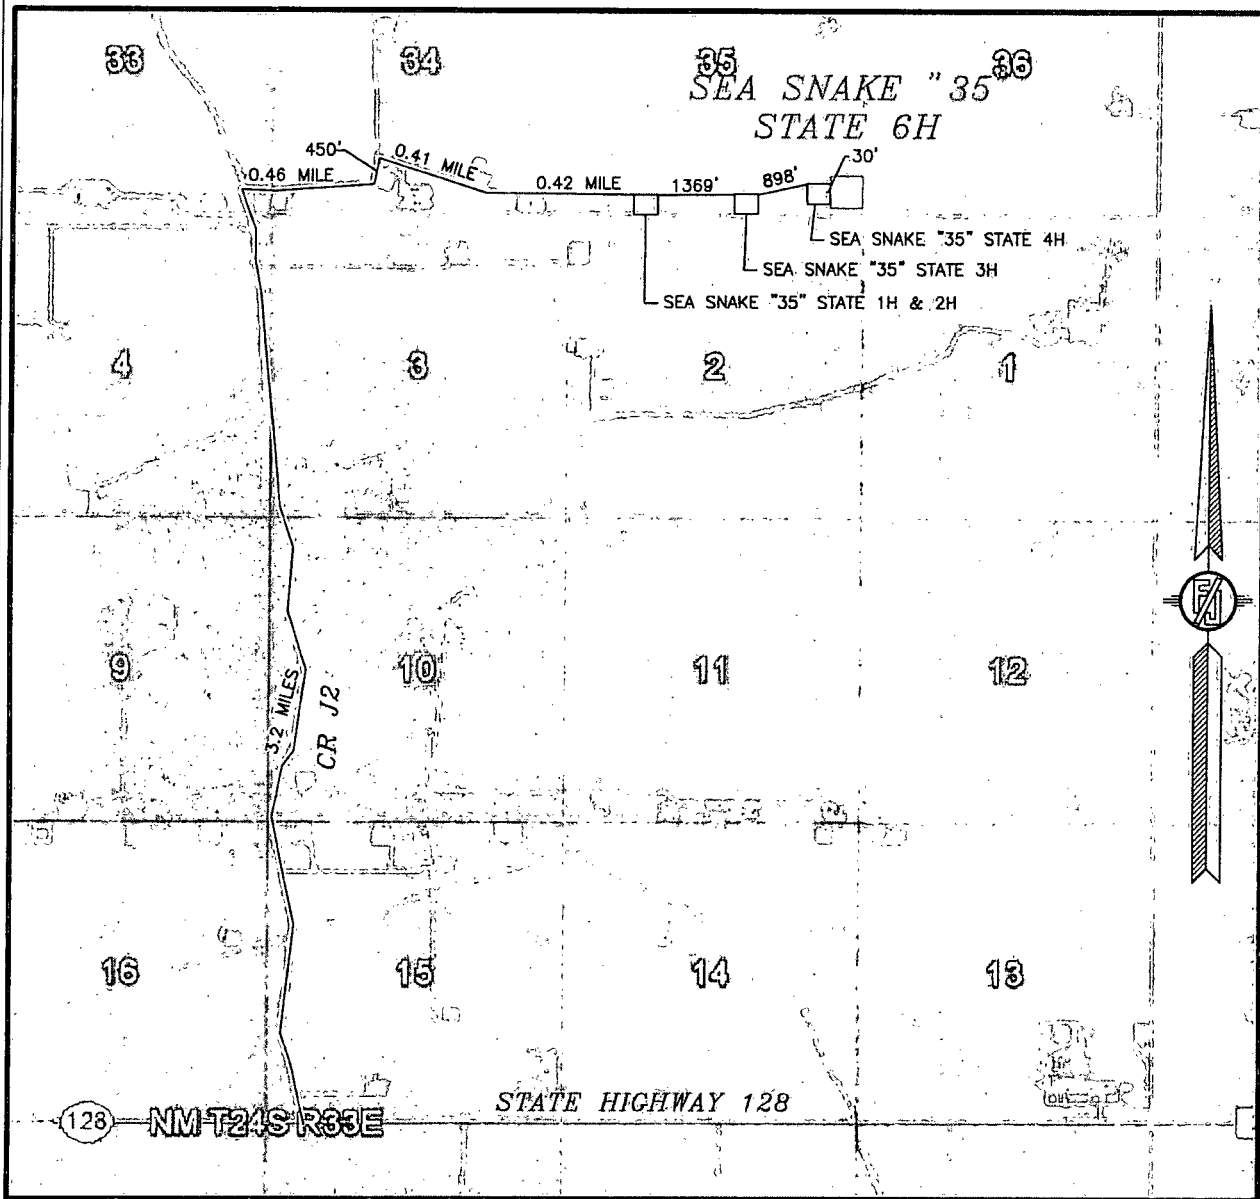 33 34 35 36
SEA SNAKE "35
STATE 6H
450'
0.46 MILE
0.41 MILE
0.42 MILE
1369'
898'
30'
SEA SNAKE "35" STATE 4H
SEA SNAKE "35" STATE 3H
SEA SNAKE "35" STATE 1H & 2H
4 3 2 1
9 10 11 12
3.2 MILES
CR J2
16 15 14 13
128
NM T24S R33E
STATE HIGHWAY 128